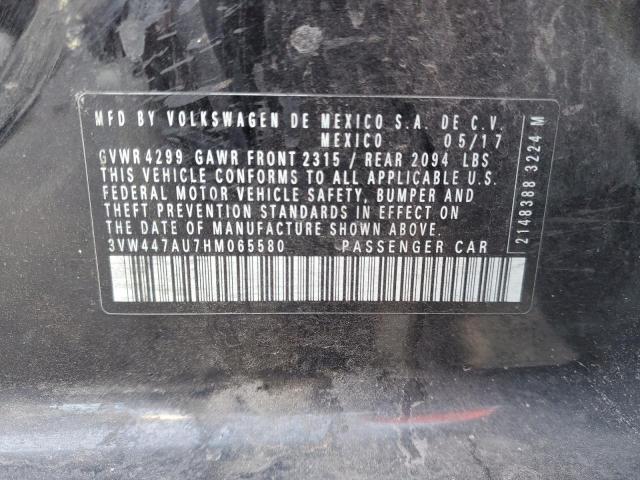 MFD BY VOLKSWAGEN DE MEXICO S.A. DE C.V.
MEXICO 05/17
GVWR 4299 GAWR FRONT 2315 / REAR 2094 LBS
THIS VEHICLE CONFORMS TO ALL APPLICABLE U.S.
FEDERAL MOTOR VEHICLE SAFETY, BUMPER AND
THEFT PREVENTION STANDARDS IN EFFECT ON
THE DATE OF MANUFACTURE SHOWN ABOVE.
3VW447AU7HM065580 PASSENGER CAR
2148388 3224 M